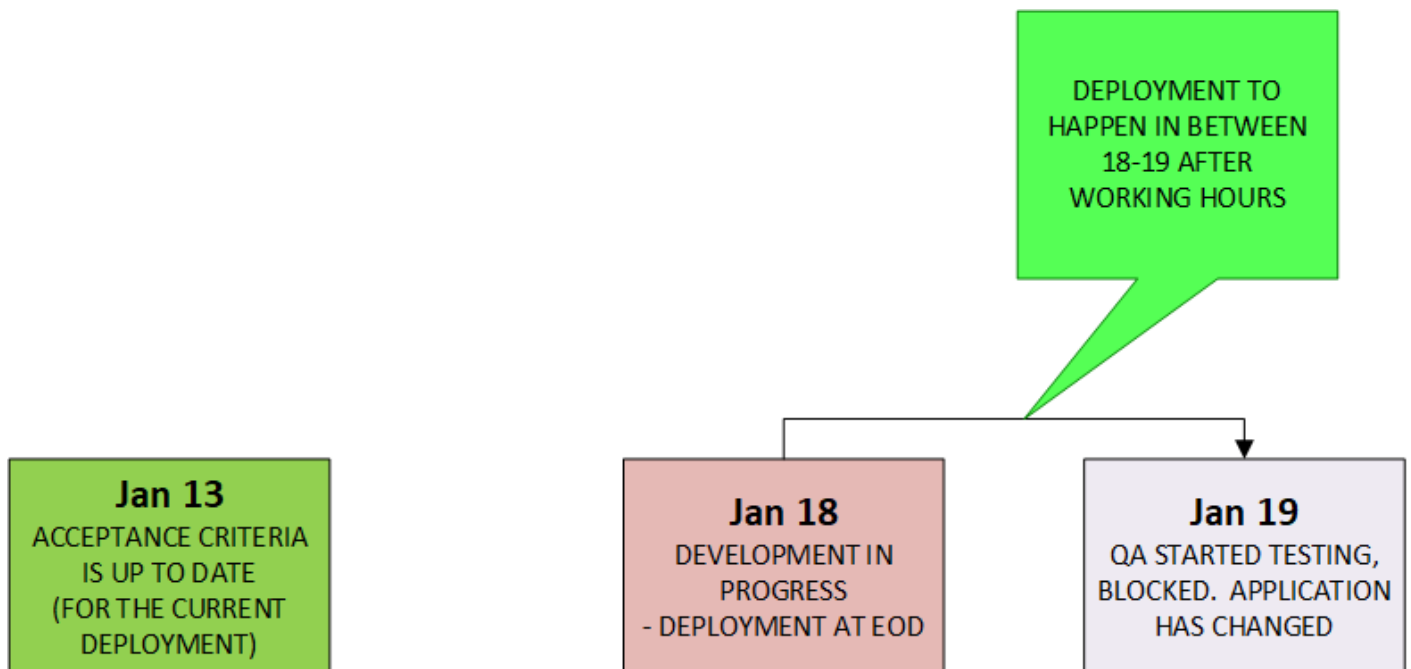 DEPLOYMENT TO
HAPPEN IN BETWEEN
18-19 AFTER
WORKING HOURS
Jan 13
ACCEPTANCE CRITERIA
IS UP TO DATE
(FOR THE CURRENT
DEPLOYMENT)
Jan 18
DEVELOPMENT IN
PROGRESS
- DEPLOYMENT AT EOD
Jan 19
QA STARTED TESTING,
BLOCKED.  APPLICATION
HAS CHANGED